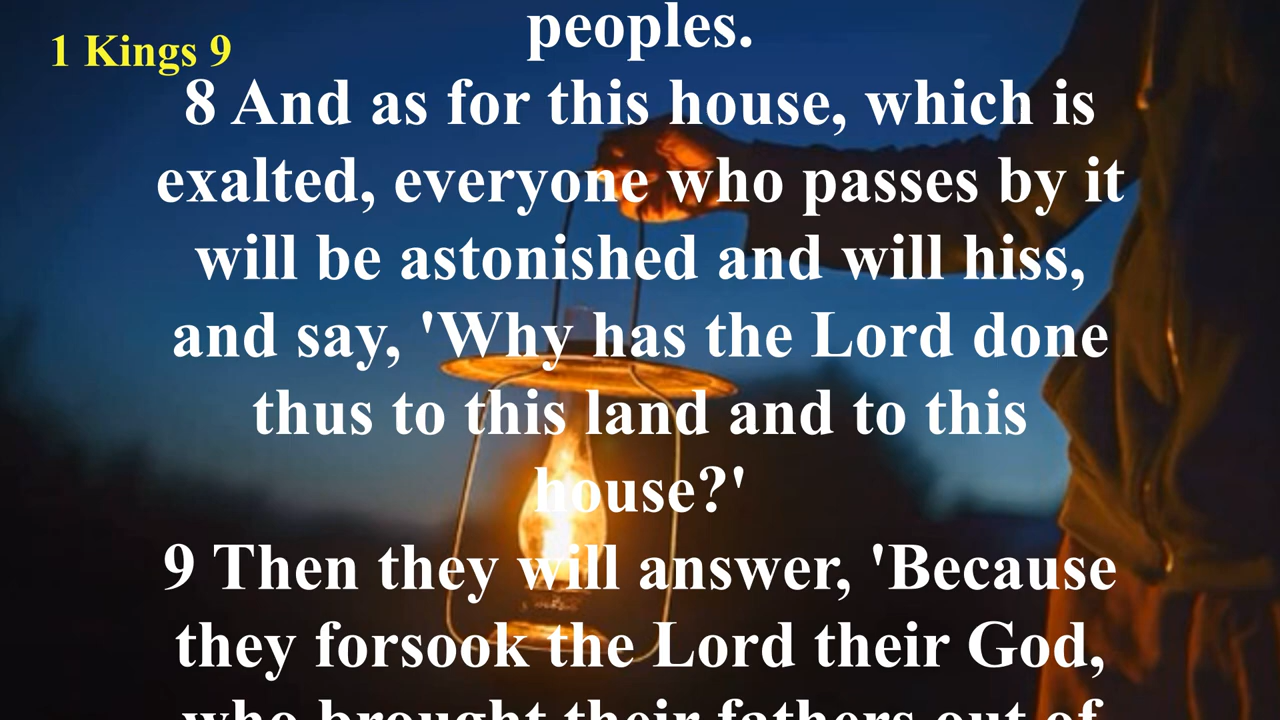 peoples.
1 Kings 9
8 And as for this house, which is
exalted, everyone who passes by it
will be astonished and will hiss,
and say, 'Why has the Lord done
thus to this land and to this
house?'
9 Then they will answer, 'Because
they forsook the Lord their God,
who brought their fathers out of